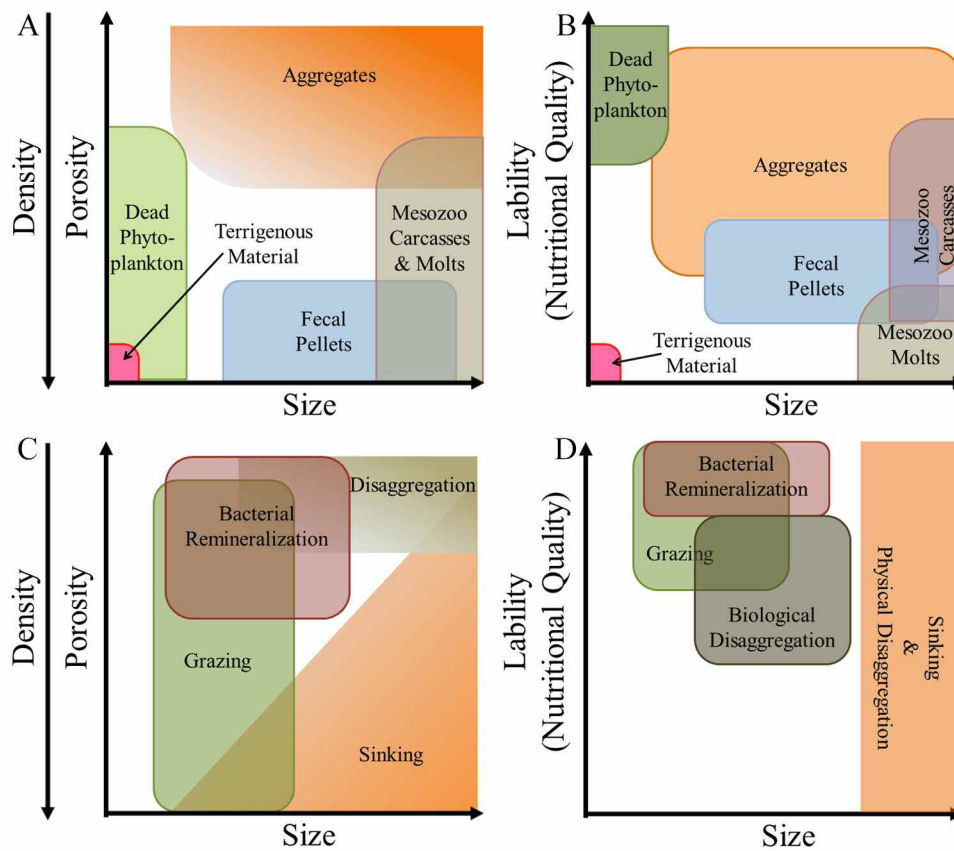 A
Density
Porosity
Aggregates
Dead
Phyto-
plankton
Terrigenous
Material
Mesozoo
Carcasses
& Molts
Fecal
Pellets
Size
B
Lability
(Nutritional Quality)
Dead
Phyto-
plankton
Aggregates
Mesozoo
Carcasses
Fecal
Pellets
Terrigenous
Material
Mesozoo
Molts
Size
C
Density
Porosity
Disaggregation
Bacterial
Remineralization
Grazing
Sinking
Size
D
Lability
(Nutritional Quality)
Bacterial
Remineralization
Grazing
Biological
Disaggregation
Sinking
&
Physical Disaggregation
Size